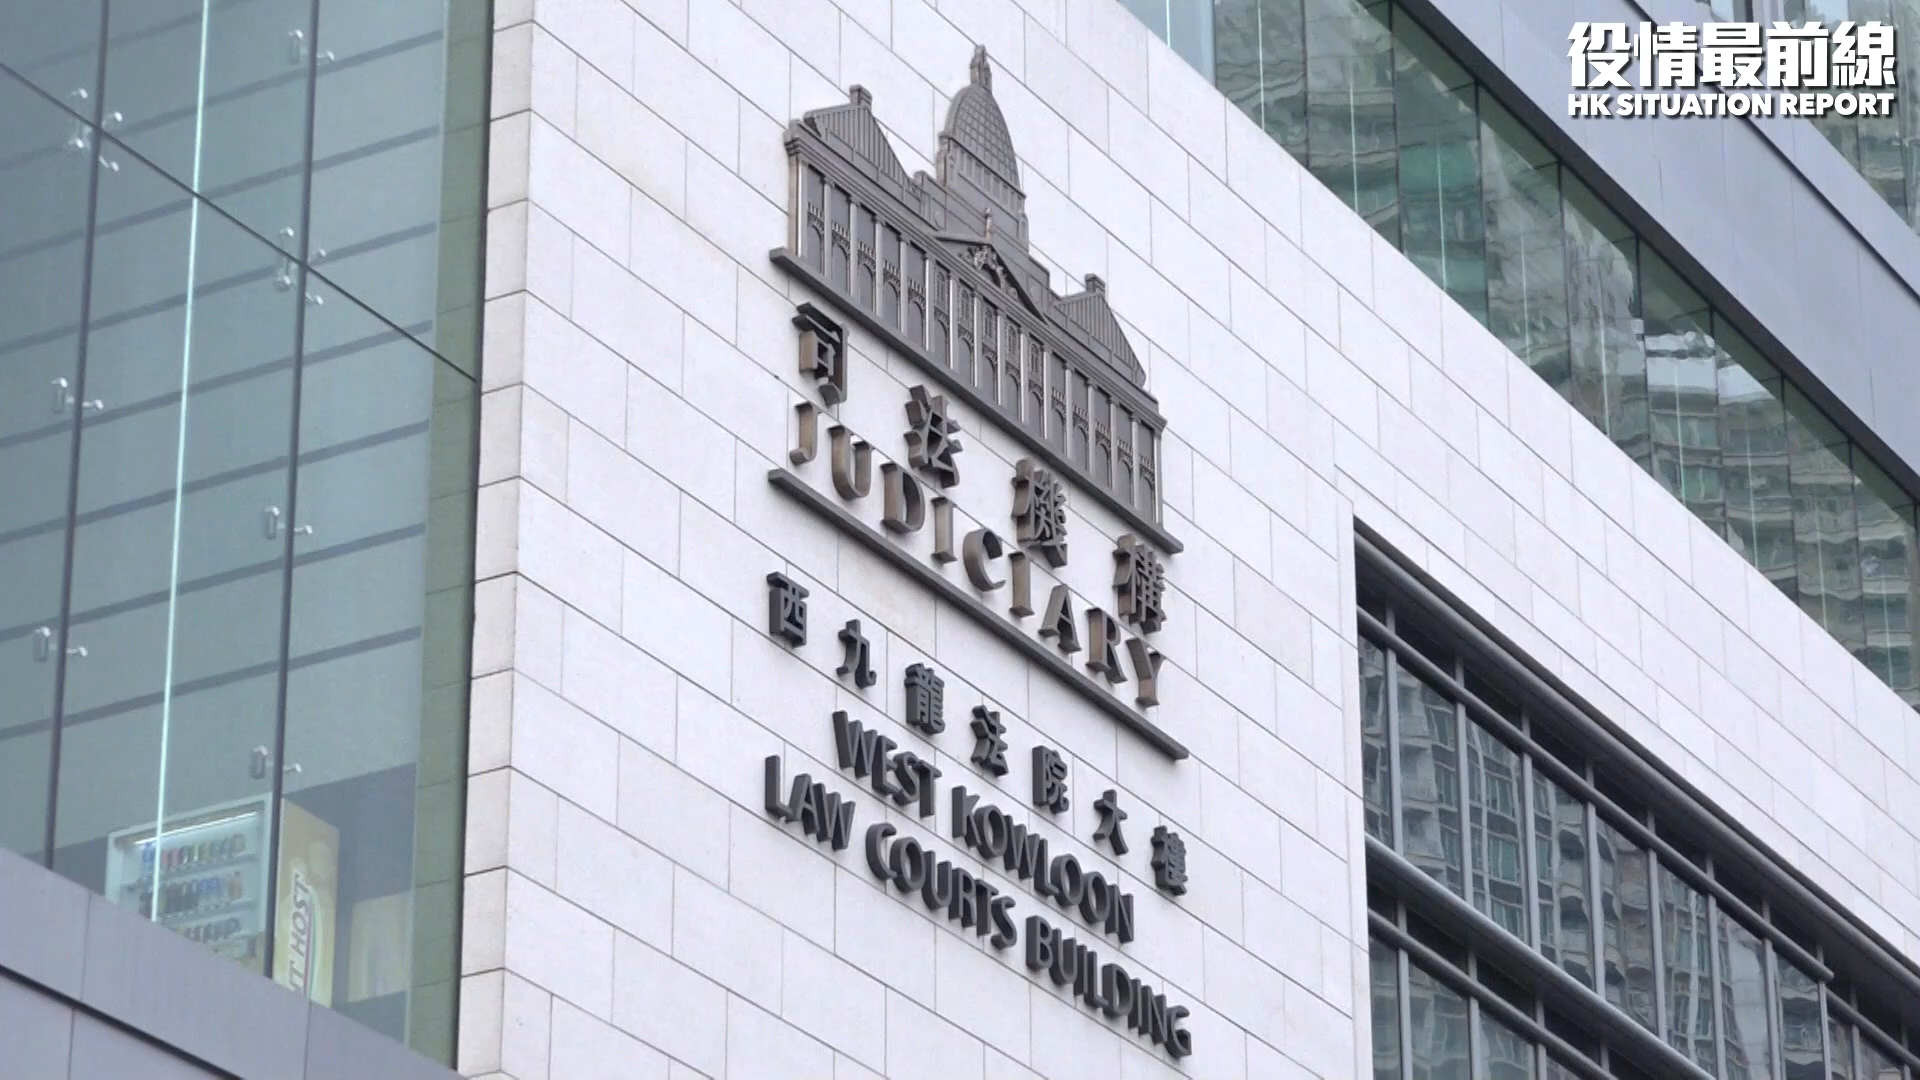 役情最前線
HK SITUATION REPORT
司法機構
JUDICIARY
西九龍法院大樓
WEST KOWLOON
LAW COURTS BUILDING
T HOST